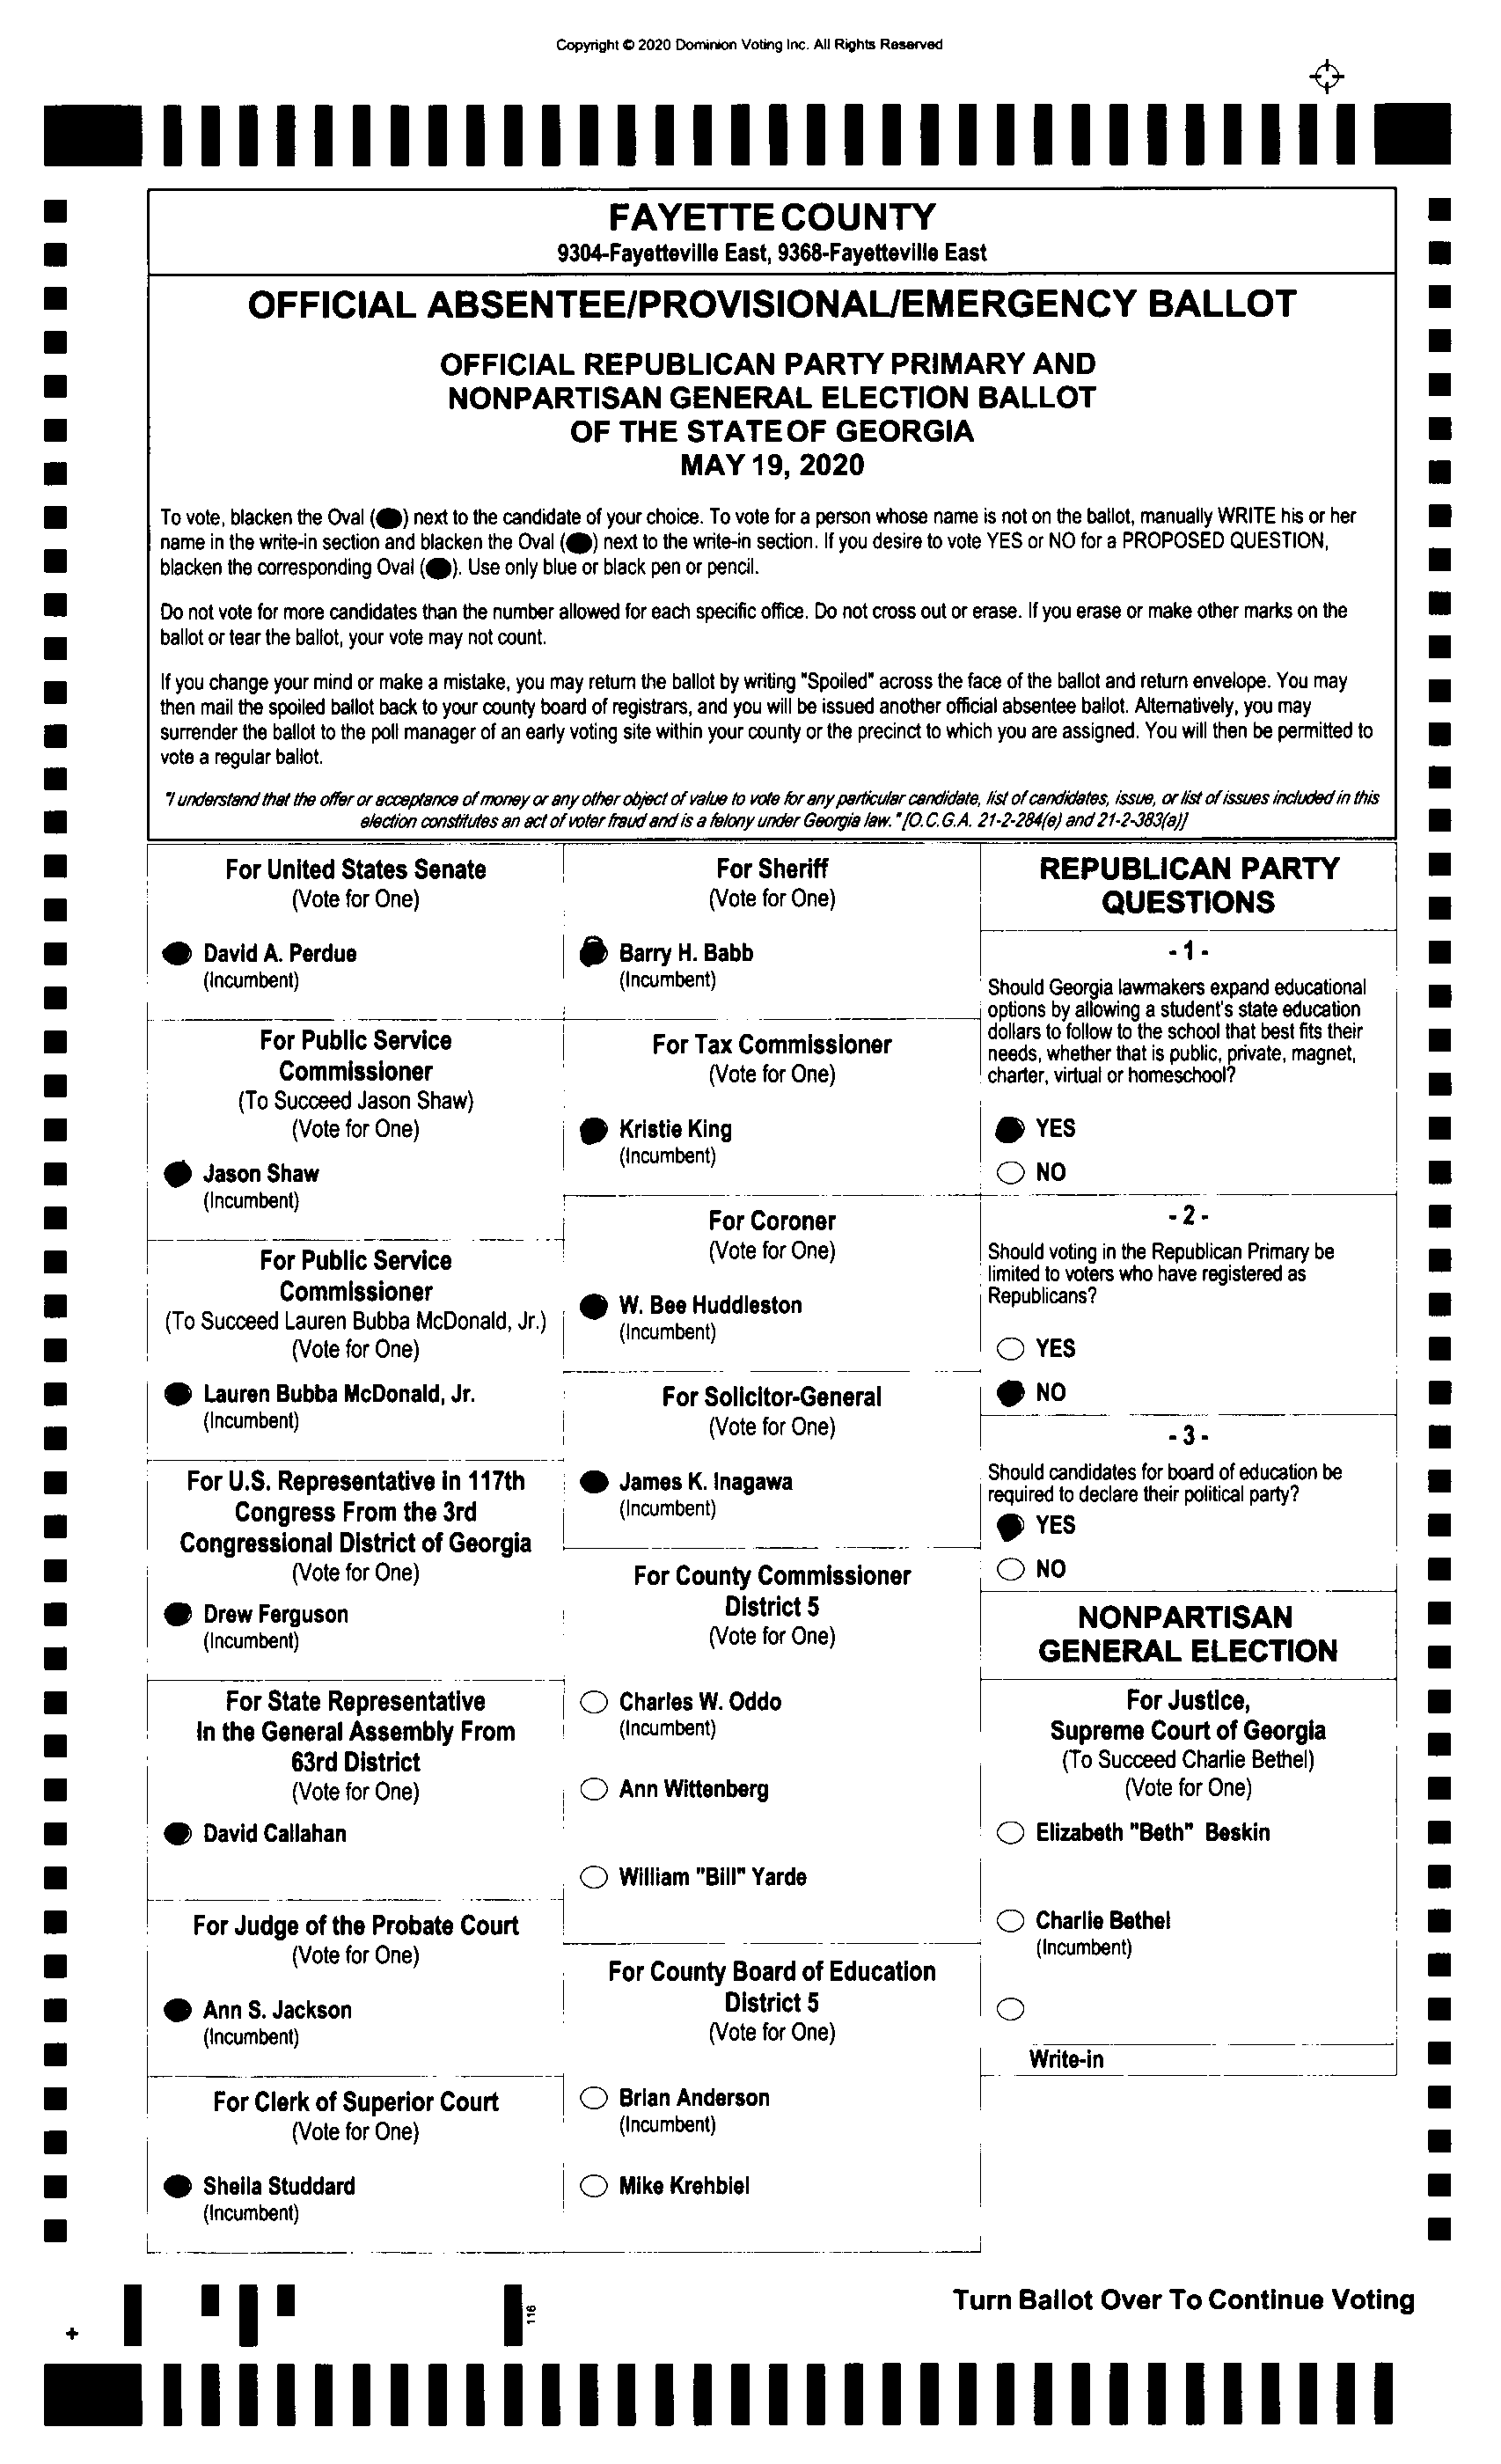 Copyright © 2020 Dominion Voting Inc. All Rights Reserved
FAYETTE COUNTY
9304-Fayetteville East, 9368-Fayetteville East
OFFICIAL ABSENTEE/PROVISIONAL/EMERGENCY BALLOT
OFFICIAL REPUBLICAN PARTY PRIMARY AND
NONPARTISAN GENERAL ELECTION BALLOT
OF THE STATE OF GEORGIA
MAY 19, 2020
To vote, blacken the Oval ( ) next to the candidate of your choice. To vote for a person whose name is not on the ballot, manually WRITE his or her
name in the write-in section and blacken the Oval ( ) next to the write-in section. If you desire to vote YES or NO for a PROPOSED QUESTION,
blacken the corresponding Oval ( ). Use only blue or black pen or pencil.
Do not vote for more candidates than the number allowed for each specific office. Do not cross out or erase. If you erase or make other marks on the
ballot or tear the ballot, your vote may not count.
If you change your mind or make a mistake, you may return the ballot by writing "Spoiled" across the face of the ballot and return envelope. You may
then mail the spoiled ballot back to your county board of registrars, and you will be issued another official absentee ballot. Alternatively, you may
surrender the ballot to the poll manager of an early voting site within your county or the precinct to which you are assigned. You will then be permitted to
vote a regular ballot.
"I understand that the offer or acceptance of money or any other object of value to vote for any particular candidate, list of candidates, issue, or list of issues included in this
election constitutes an act of voter fraud and is a felony under Georgia law." [O.C.G.A. 21-2-284(e) and 21-2-383(a)]
For United States Senate
(Vote for One)
David A. Perdue
(Incumbent)
For Public Service
Commissioner
(To Succeed Jason Shaw)
(Vote for One)
Jason Shaw
(Incumbent)
For Public Service
Commissioner
(To Succeed Lauren Bubba McDonald, Jr.)
(Vote for One)
Lauren Bubba McDonald, Jr.
(Incumbent)
For U.S. Representative in 117th
Congress From the 3rd
Congressional District of Georgia
(Vote for One)
Drew Ferguson
(Incumbent)
For State Representative
In the General Assembly From
63rd District
(Vote for One)
David Callahan
For Judge of the Probate Court
(Vote for One)
Ann S. Jackson
(Incumbent)
For Clerk of Superior Court
(Vote for One)
Sheila Studdard
(Incumbent)
For Sheriff
(Vote for One)
Barry H. Babb
(Incumbent)
For Tax Commissioner
(Vote for One)
Kristie King
(Incumbent)
For Coroner
(Vote for One)
W. Bee Huddleston
(Incumbent)
For Solicitor-General
(Vote for One)
James K. Inagawa
(Incumbent)
For County Commissioner
District 5
(Vote for One)
Charles W. Oddo
(Incumbent)
Ann Wittenberg
William "Bill" Yarde
For County Board of Education
District 5
(Vote for One)
Brian Anderson
(Incumbent)
Mike Krehbiel
REPUBLICAN PARTY
QUESTIONS
- 1 -
Should Georgia lawmakers expand educational
options by allowing a student's state education
dollars to follow to the school that best fits their
needs, whether that is public, private, magnet,
charter, virtual or homeschool?
YES
NO
- 2 -
Should voting in the Republican Primary be
limited to voters who have registered as
Republicans?
YES
NO
- 3 -
Should candidates for board of education be
required to declare their political party?
YES
NO
NONPARTISAN
GENERAL ELECTION
For Justice,
Supreme Court of Georgia
(To Succeed Charlie Bethel)
(Vote for One)
Elizabeth "Beth" Beskin
Charlie Bethel
(Incumbent)
Write-in
Turn Ballot Over To Continue Voting
116
+